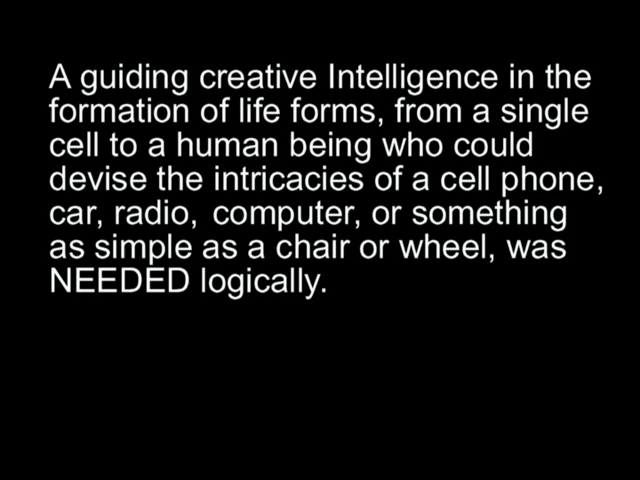 A guiding creative Intelligence in the
formation of life forms, from a single
cell to a human being who could
devise the intricacies of a cell phone,
car, radio, computer, or something
as simple as a chair or wheel, was
NEEDED logically.